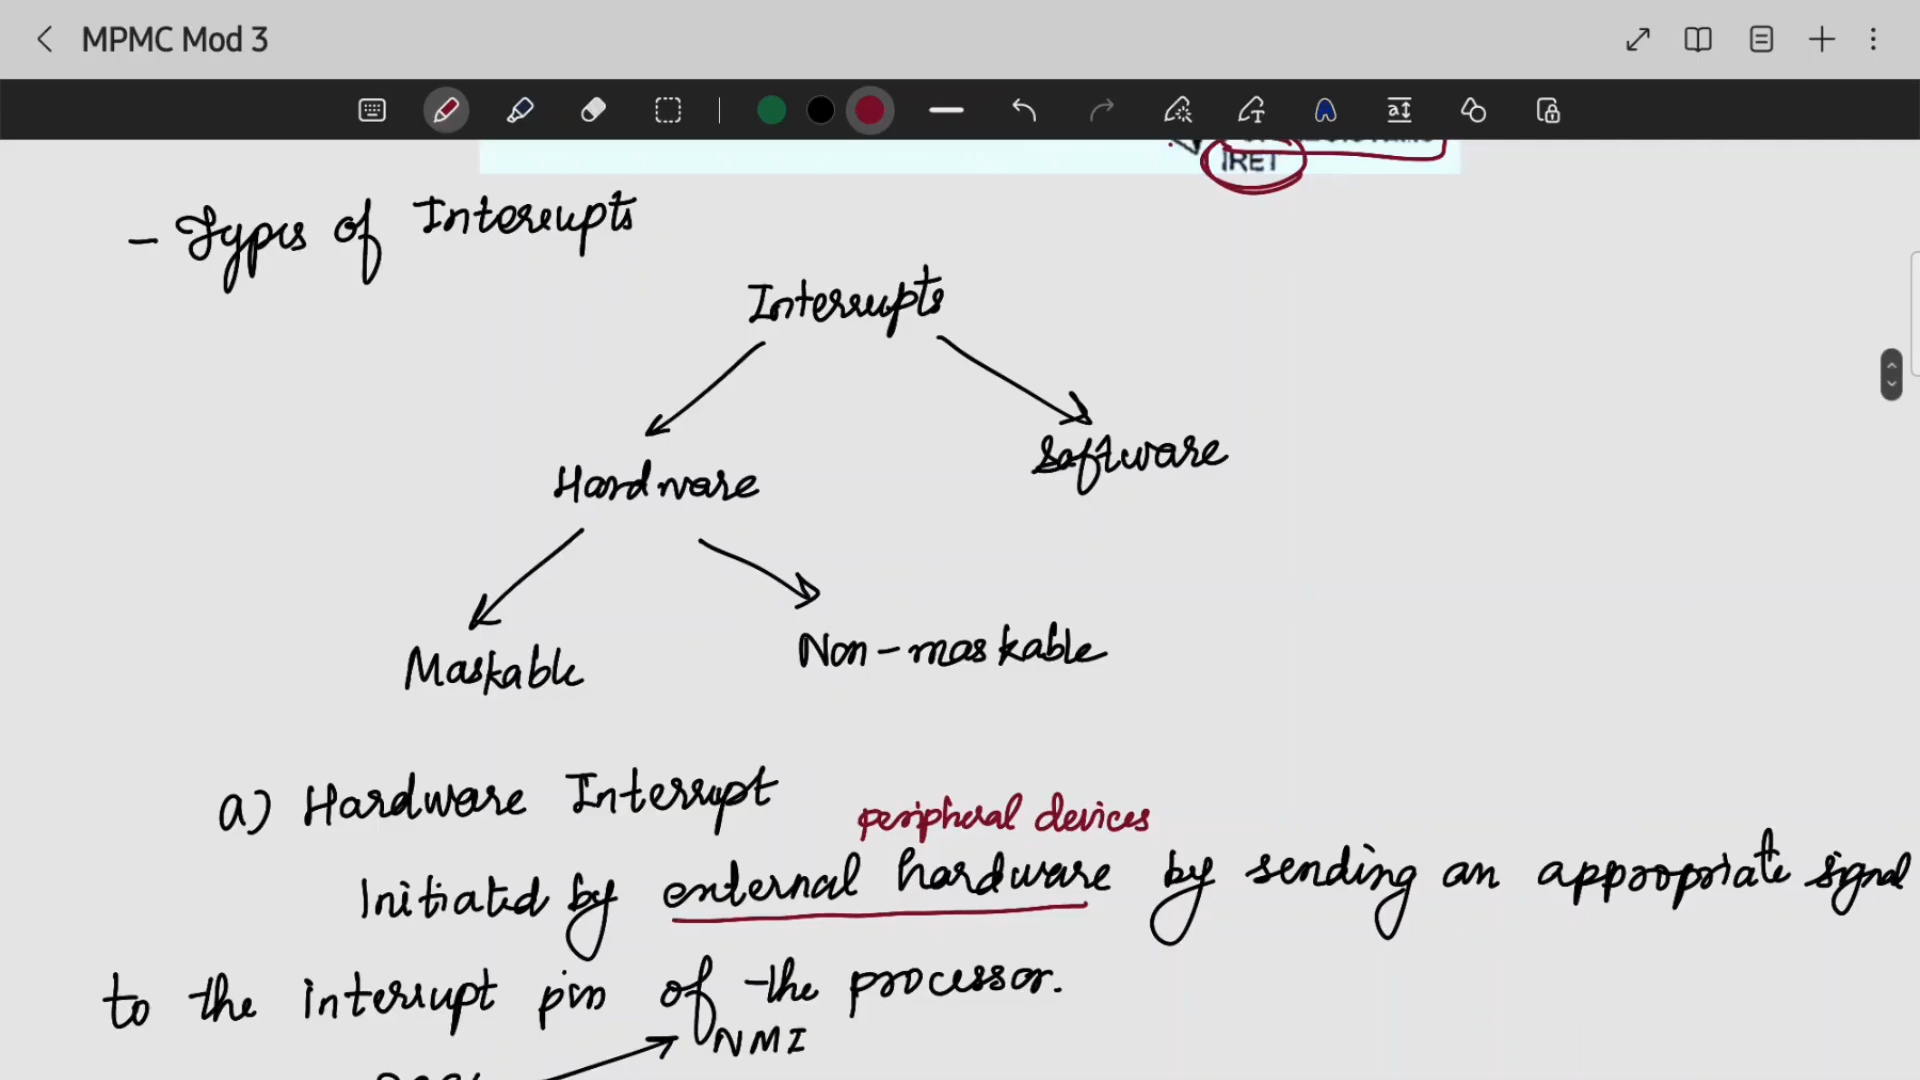 MPMC Mod 3
IRET
- Types of Interrupts
Interrupts
Hardware
Software
Maskable
Non-maskable
a) Hardware Interrupt
peripheral devices
Initiated by external hardware by sending an appropriate signal
to the interrupt pin of the processor.
NMI